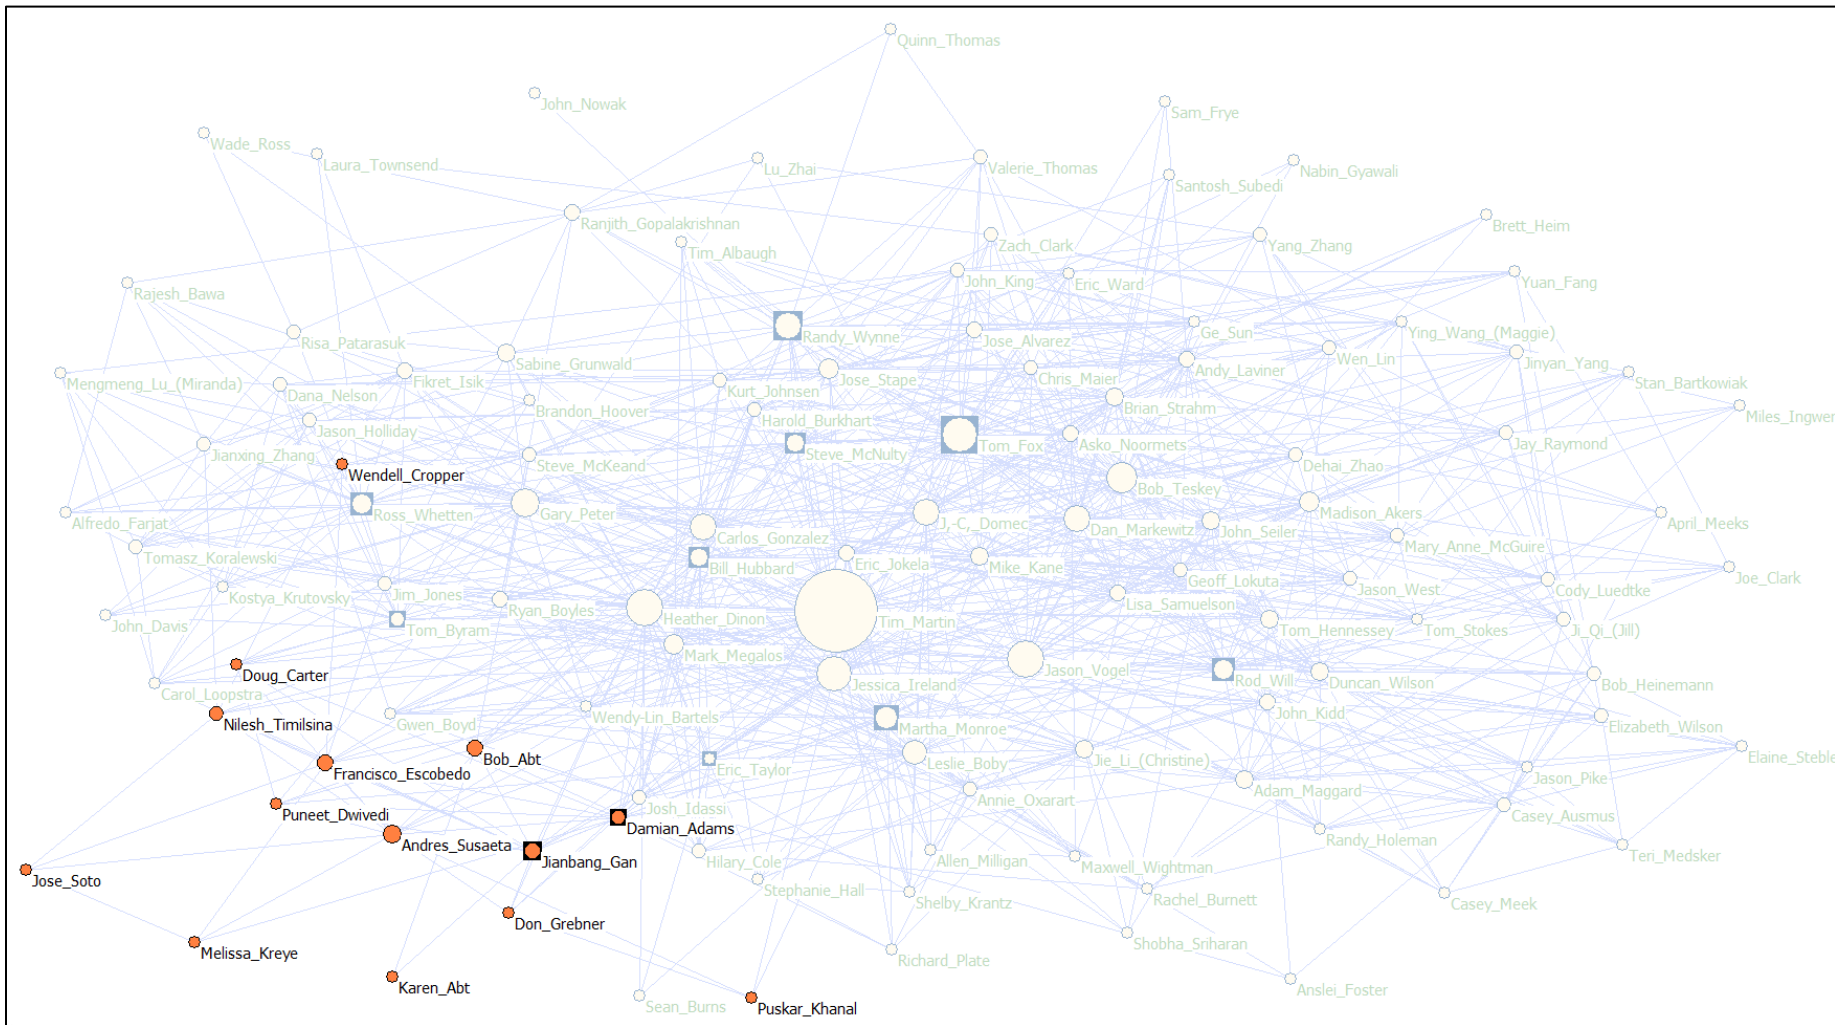 Quinn_Thomas
John_Nowak
Sam_Frye
Wade_Ross
Laura_Townsend
Lu_Zhai
Valerie_Thomas
Nabin_Gyawali
Santosh_Subedi
Ranjith_Gopalakrishnan
Brett_Heim
Zach_Clark
Yang_Zhang
Tim_Albaugh
John_King
Eric_Ward
Yuan_Fang
Rajesh_Bawa
Risa_Patarasuk
Randy_Wynne
Jose_Alvarez
Ge_Sun
Ying_Wang_(Maggie)
Sabine_Grunwald
Wen_Lin
Jinyan_Yang
Mengmeng_Lu_(Miranda)
Fikret_Isik
Jose_Stape
Chris_Maier
Andy_Laviner
Stan_Bartkowiak
Dana_Nelson
Kurt_Johnsen
Brandon_Hoover
Brian_Strahm
Miles_Ingwer
Jason_Holliday
Harold_Burkhart
Jianxing_Zhang
Steve_McNulty
Tom_Fox
Asko_Noormets
Jay_Raymond
Wendell_Cropper
Steve_McKeand
Dehai_Zhao
Bob_Teskey
Ross_Whetten
Gary_Peter
Madison_Akers
Alfredo_Farjat
Carlos_Gonzalez
J,-C,_Domec
Dan_Markewitz
John_Seiler
April_Meeks
Tomasz_Koralewski
Bill_Hubbard
Eric_Jokela
Mike_Kane
Mary_Anne_McGuire
Geoff_Lokuta
Joe_Clark
Kostya_Krutovsky
Jim_Jones
Jason_West
Cody_Luedtke
Ryan_Boyles
Lisa_Samuelson
John_Davis
Tom_Byram
Heather_Dinon
Tim_Martin
Tom_Hennessey
Tom_Stokes
Ji_Qi_(Jill)
Mark_Megalos
Doug_Carter
Jason_Vogel
Carol_Loopstra
Jessica_Ireland
Rod_Will
Duncan_Wilson
Bob_Heinemann
Nilesh_Timilsina
Gwen_Boyd
Wendy-Lin_Bartels
Martha_Monroe
John_Kidd
Elizabeth_Wilson
Bob_Abt
Francisco_Escobedo
Eric_Taylor
Leslie_Boby
Jie_Li_(Christine)
Elaine_Steble
Jason_Pike
Puneet_Dwivedi
Josh_Idassi
Annie_Oxarart
Adam_Maggard
Casey_Ausmus
Damian_Adams
Andres_Susaeta
Randy_Holeman
Jianbang_Gan
Hilary_Cole
Allen_Milligan
Maxwell_Wightman
Teri_Medsker
Jose_Soto
Stephanie_Hall
Shelby_Krantz
Rachel_Burnett
Casey_Meek
Don_Grebner
Melissa_Kreye
Shobha_Sriharan
Richard_Plate
Karen_Abt
Anslei_Foster
Sean_Burns
Puskar_Khanal